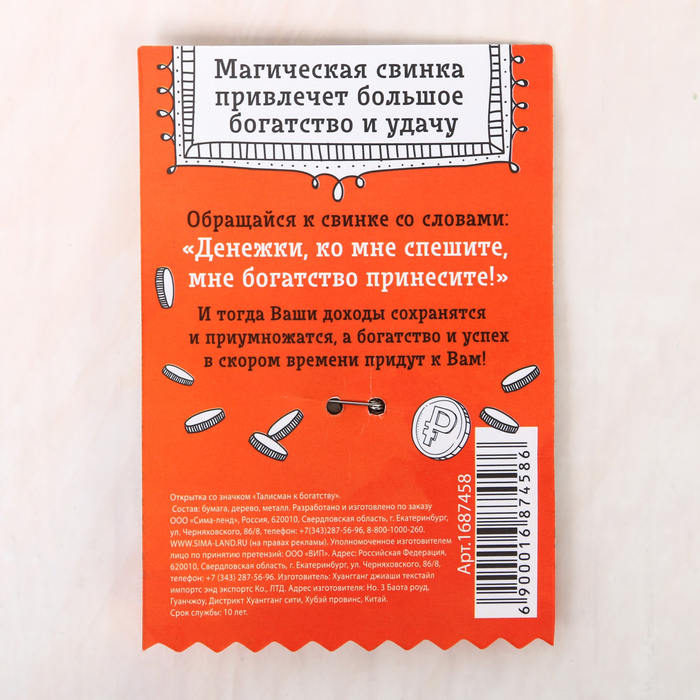 Магическая свинка
привлечет большое
богатство и удачу
Обращайся к свинке со словами:
«Денежки, ко мне спешите,
мне богатство принесите!»
И тогда Ваши доходы сохранятся
и приумножатся, а богатство и успех
в скором времени придут к Вам!
Открытка со значком «Талисман к богатству».
Состав: бумага, дерево, металл. Разработано и изготовлено по заказу
ООО «Сима-ленд», Россия, 620010, Свердловская область, г. Екатеринбург,
ул. Черняховского, 86/8, телефон: +7(343)287-56-96, 8-800-1000-260.
WWW.SIMA-LAND.RU (на правах рекламы). Уполномоченное изготовителем
лицо по принятию претензий: ООО «ВИП». Адрес: Российская Федерация,
620010, Свердловская область, г. Екатеринбург, ул. Черняховского, 86/8,
телефон: +7 (343) 287-56-96. Изготовитель: Хуангганг джиаши текстайл
импортс энд экспортс Ко., ЛТД. Адрес изготовителя: Но. 3 Баота роуд,
Гуанчжоу, Дистрикт Хуангганг сити, Хубэй провинс, Китай.
Срок службы: 10 лет.
Арт.1687458
6900016874586